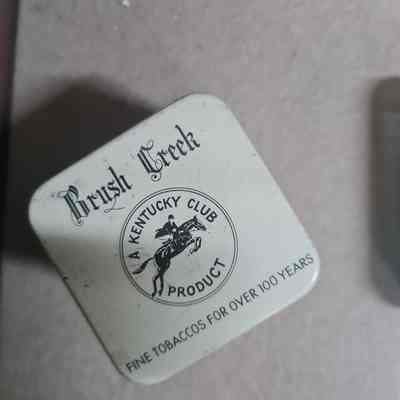 Brush Creek
A KENTUCKY CLUB
PRODUCT
FINE TOBACCOS FOR OVER 100 YEARS